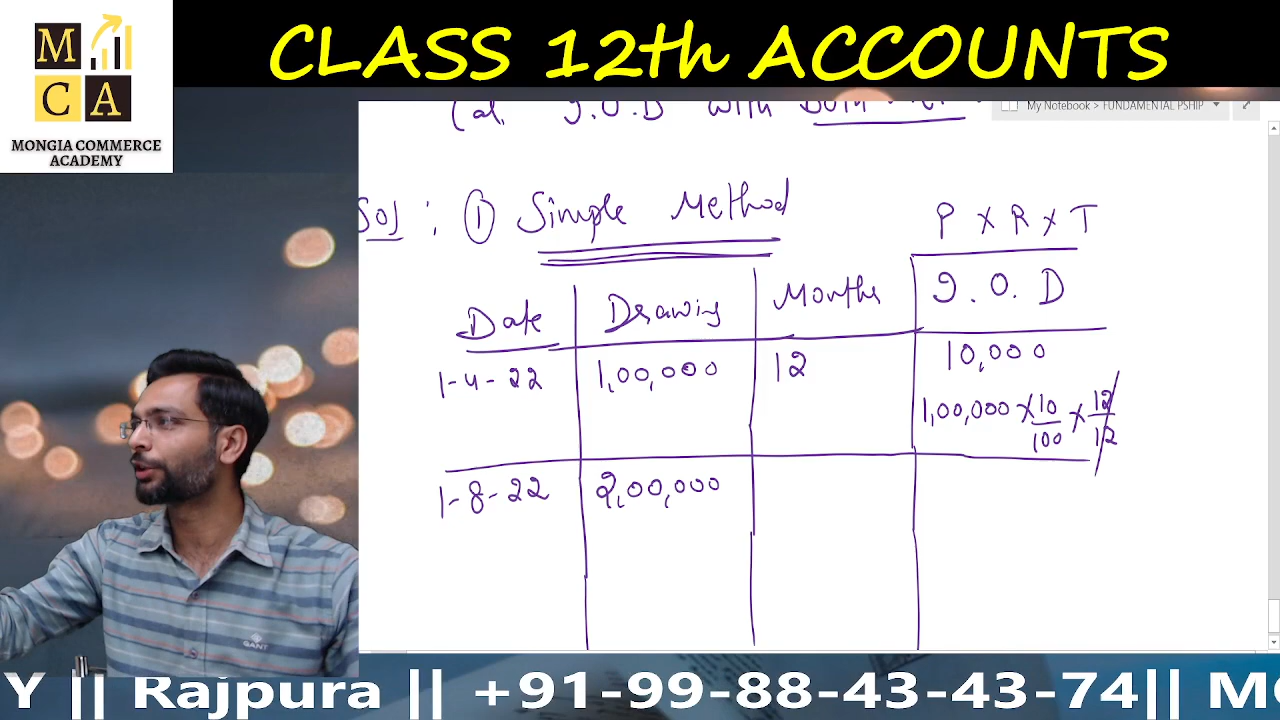 M
C A
MONGIA COMMERCE
ACADEMY
CLASS 12th ACCOUNTS
My Notebook > FUNDAMENTAL PSHIP
I.O.D with Both
Sol : ① Simple Method
P x R x T
Date Drawing Months I.O.D
1-4-22 1,00,000 12 10,000
1,00,000 x 10/100 x 12/12
1-8-22 2,00,000
Y || Rajpura || +91-99-88-43-43-74||